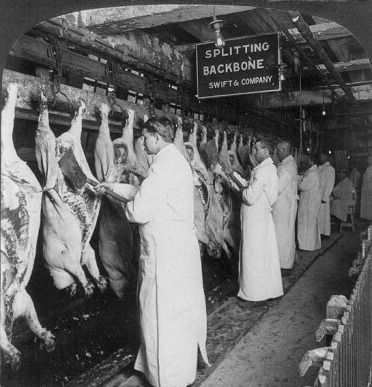 SPLITTING
BACKBONE
SWIFT & COMPANY